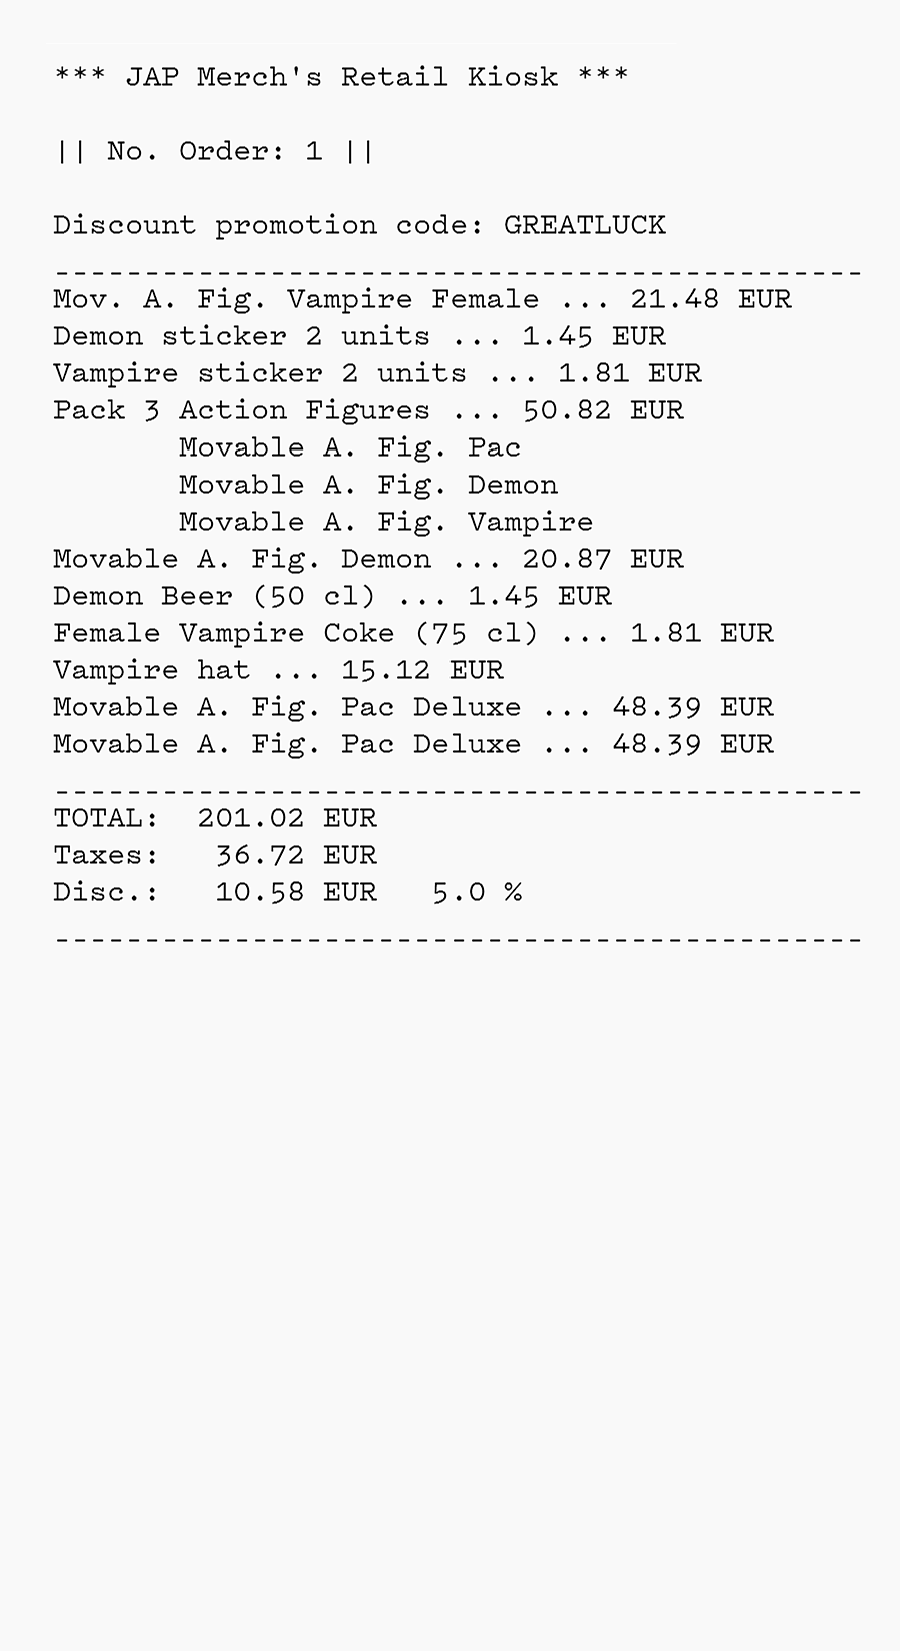 *** JAP Merch's Retail Kiosk ***
|| No. Order: 1 ||
Discount promotion code: GREATLUCK
---------------------------------------------
Mov. A. Fig. Vampire Female ... 21.48 EUR
Demon sticker 2 units ... 1.45 EUR
Vampire sticker 2 units ... 1.81 EUR
Pack 3 Action Figures ... 50.82 EUR
       Movable A. Fig. Pac
       Movable A. Fig. Demon
       Movable A. Fig. Vampire
Movable A. Fig. Demon ... 20.87 EUR
Demon Beer (50 cl) ... 1.45 EUR
Female Vampire Coke (75 cl) ... 1.81 EUR
Vampire hat ... 15.12 EUR
Movable A. Fig. Pac Deluxe ... 48.39 EUR
Movable A. Fig. Pac Deluxe ... 48.39 EUR
---------------------------------------------
TOTAL:  201.02 EUR
Taxes:   36.72 EUR
Disc.:   10.58 EUR   5.0 %
---------------------------------------------